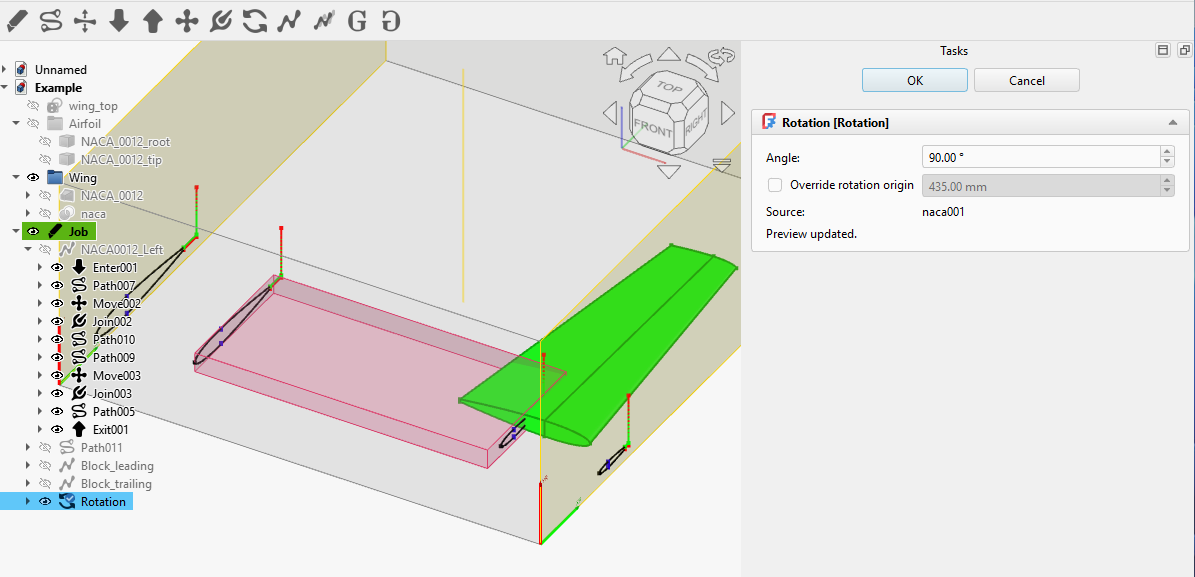 G G
Unnamed
Example
wing_top
Airfoil
NACA_0012_root
NACA_0012_tip
Wing
NACA_0012
naca
Job
NACA0012_Left
Enter001
Path007
Move002
Join002
Path010
Path009
Move003
Join003
Path005
Exit001
Path011
Block_leading
Block_trailing
Rotation
TOP
FRONT
RIGHT
Tasks
OK
Cancel
Rotation [Rotation]
Angle:
90.00 °
Override rotation origin
435.00 mm
Source:
naca001
Preview updated.